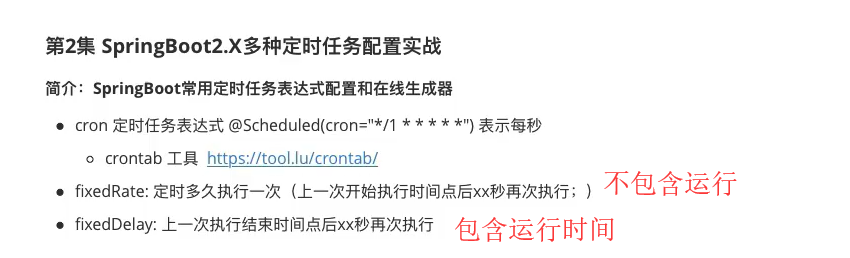 第2集 SpringBoot2.X多种定时任务配置实战
简介：SpringBoot常用定时任务表达式配置和在线生成器
cron 定时任务表达式 @Scheduled(cron="*/1 * * * * *") 表示每秒
crontab 工具 https://tool.lu/crontab/
fixedRate: 定时多久执行一次（上一次开始执行时间点后xx秒再次执行；） 不包含运行
fixedDelay: 上一次执行结束时间点后xx秒再次执行 包含运行时间